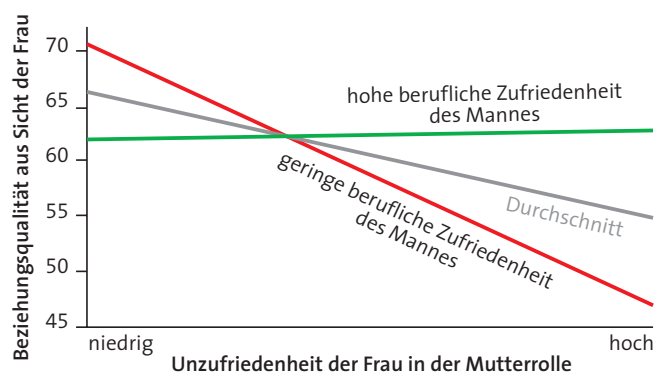 Beziehungsqualität aus Sicht der Frau
70
65
60
55
50
45
hohe berufliche Zufriedenheit
des Mannes
geringe berufliche Zufriedenheit
des Mannes
Durchschnitt
niedrig
hoch
Unzufriedenheit der Frau in der Mutterrolle